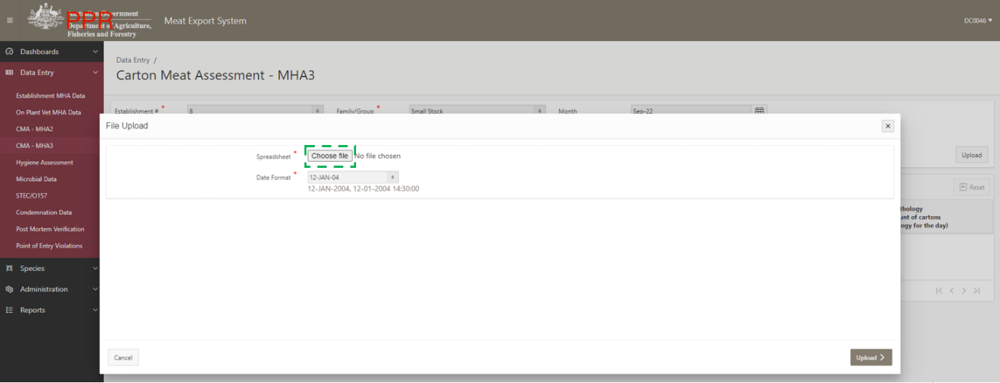 Australian Government
PPR
Department of Agriculture,
Fisheries and Forestry
Meat Export System
DC0046
Dashboards
Data Entry
Establishment MHA Data
On Plant Vet MHA Data
CMA - MHA2
CMA - MHA3
Hygiene Assessment
Microbial Data
STEC/O157
Condemnation Data
Post Mortem Verification
Point of Entry Violations
Species
Administration
Reports
Data Entry /
Carton Meat Assessment - MHA3
Establishment # * 8 Family/Group * Small Stock Month Sep-22
File Upload
Spreadsheet * Choose file No file chosen
Date Format * 12-JAN-04
12-JAN-2004, 12-01-2004 14:30:00
Cancel
Upload >
Upload
Reset
thology
unt of cartons
ogy for the day)